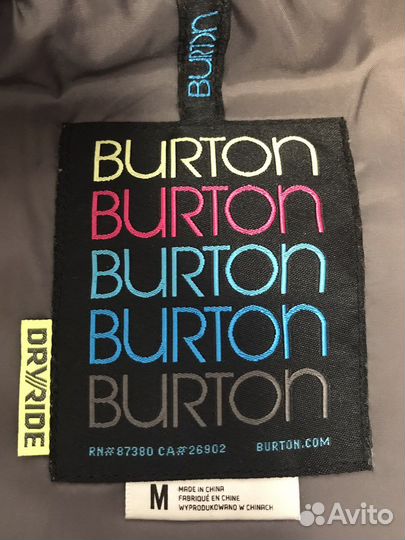 BURTON
BURTON
BURTON
BURTON
BURTON
BURTON
RN#87380 CA#26902 BURTON.COM
DRY//RIDE
M
MADE IN CHINA
FABRIQUÉ EN CHINE
WYPRODUKOWANO W CHINACH
Avito